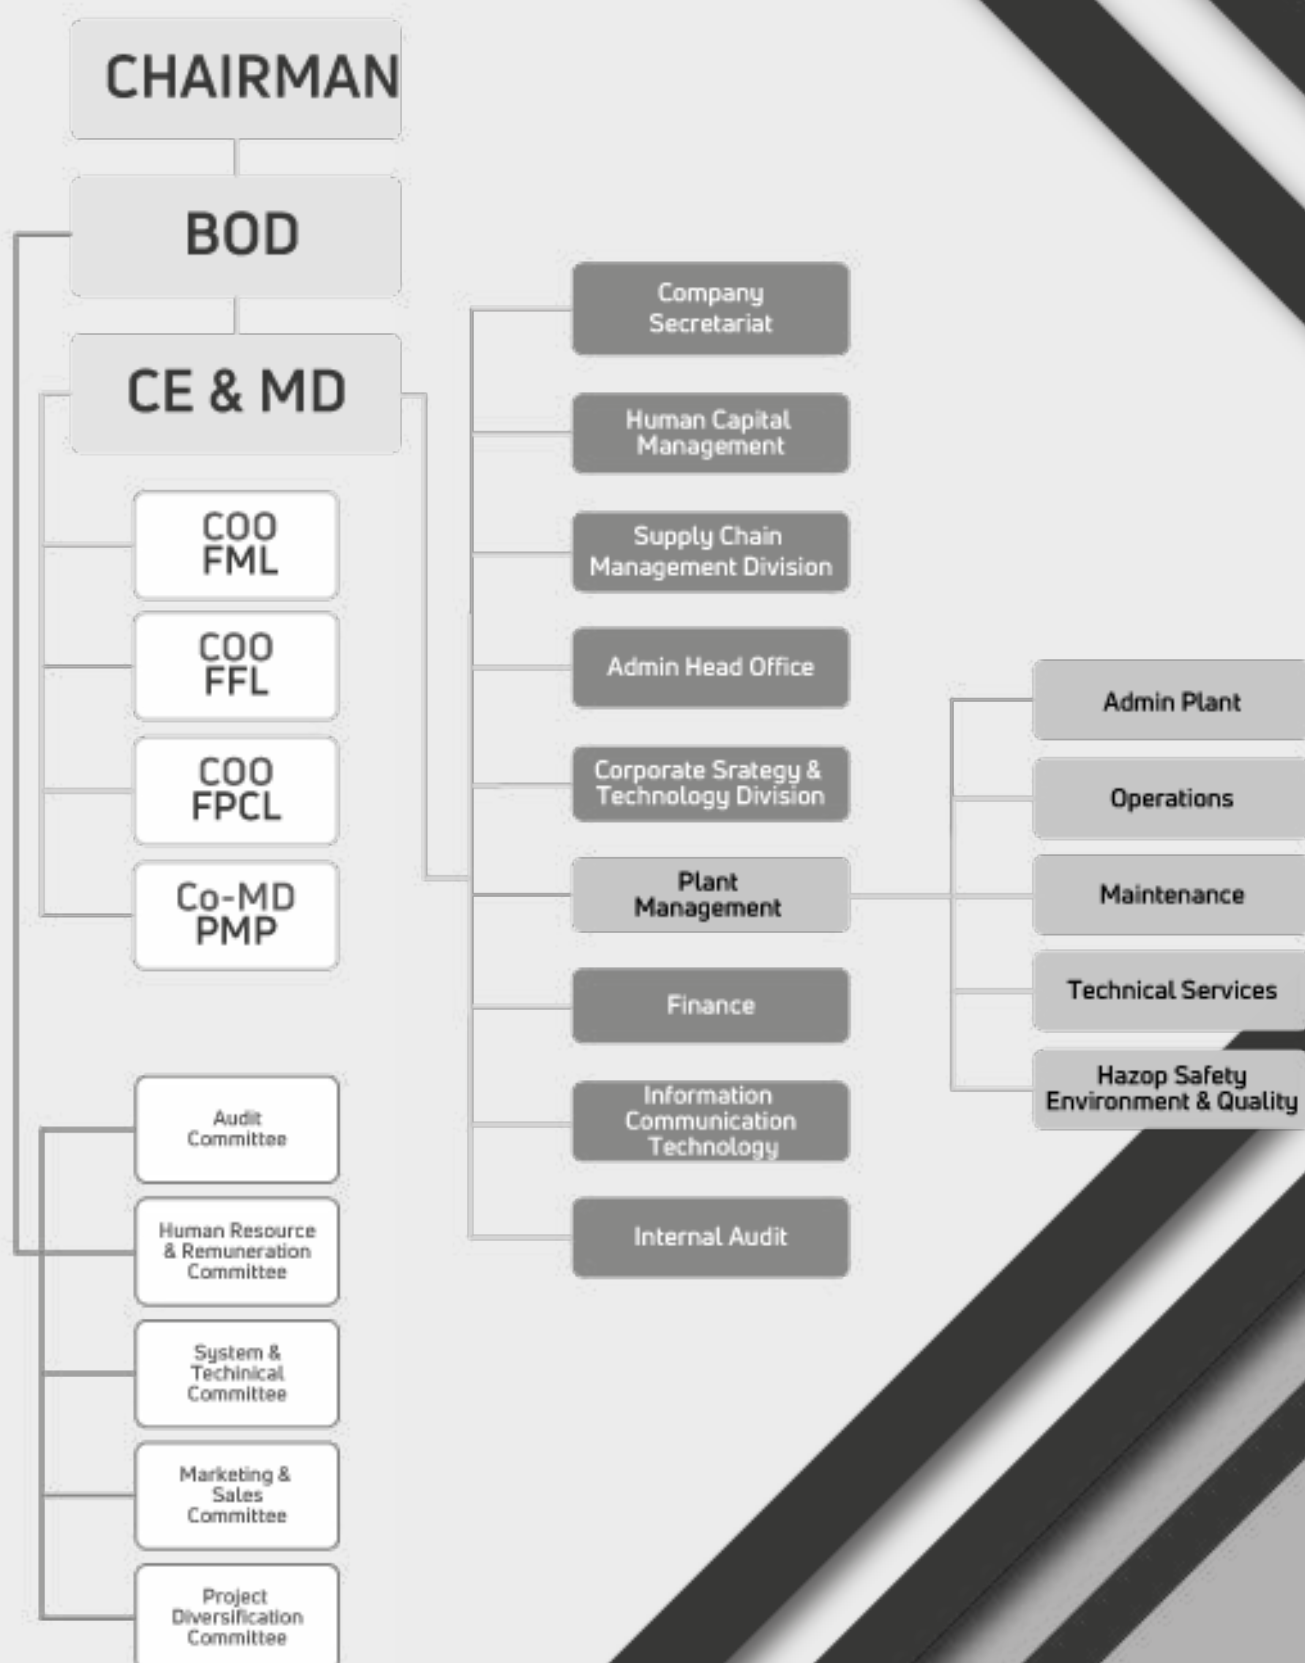 CHAIRMAN
BOD
CE & MD
COO
FML
COO
FFL
COO
FPCL
Co-MD
PMP
Audit
Committee
Human Resource
& Remuneration
Committee
System &
Techinical
Committee
Marketing &
Sales
Committee
Project
Diversification
Committee
Company
Secretariat
Human Capital
Management
Supply Chain
Management Division
Admin Head Office
Corporate Srategy &
Technology Division
Plant
Management
Finance
Information
Communication
Technology
Internal Audit
Admin Plant
Operations
Maintenance
Technical Services
Hazop Safety
Environment & Quality